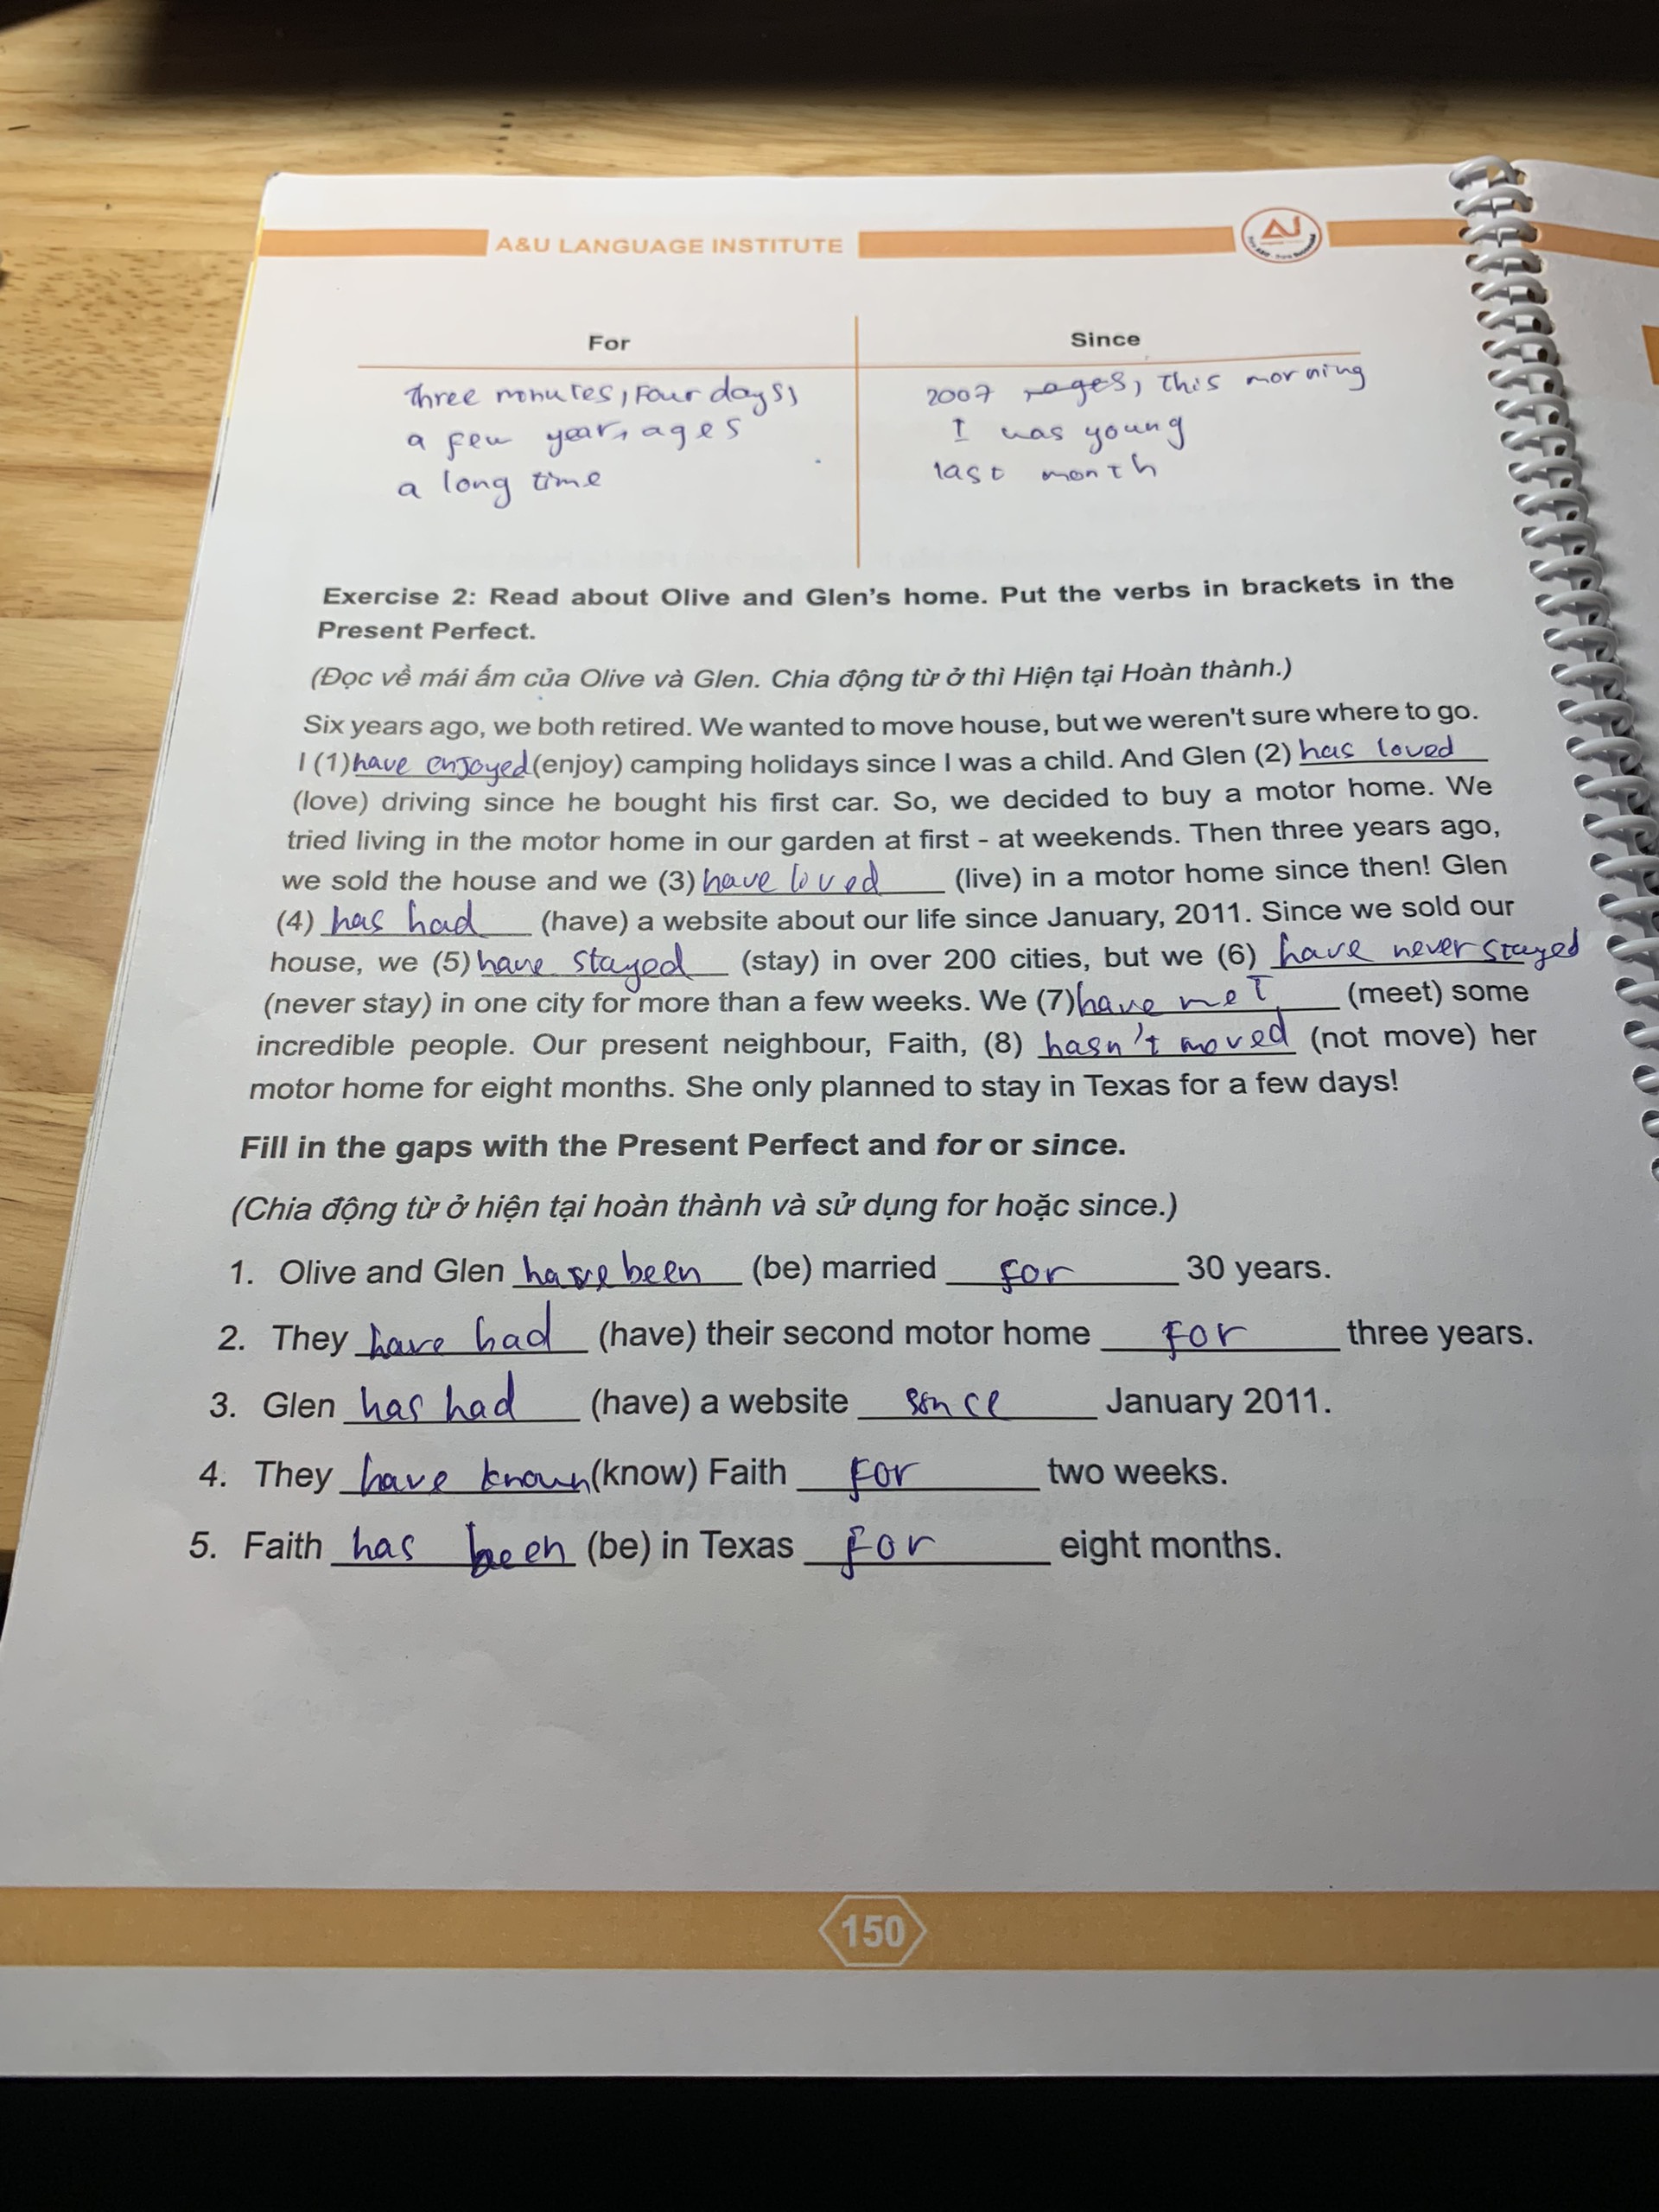 A&U LANGUAGE INSTITUTE
For
Since
three minutes, Four days,
a few year, ages
a long time
2007 ages, this morning
I was young
last month
Exercise 2: Read about Olive and Glen's home. Put the verbs in brackets in the
Present Perfect.
(Đọc về mái ấm của Olive và Glen. Chia động từ ở thì Hiện tại Hoàn thành.)
Six years ago, we both retired. We wanted to move house, but we weren't sure where to go.
I (1) have enjoyed (enjoy) camping holidays since I was a child. And Glen (2) has loved
(love) driving since he bought his first car. So, we decided to buy a motor home. We
tried living in the motor home in our garden at first - at weekends. Then three years ago,
we sold the house and we (3) have loved (live) in a motor home since then! Glen
(4) has had (have) a website about our life since January, 2011. Since we sold our
house, we (5) have stayed (stay) in over 200 cities, but we (6) have never stayed
(never stay) in one city for more than a few weeks. We (7) have met (meet) some
incredible people. Our present neighbour, Faith, (8) hasn't moved (not move) her
motor home for eight months. She only planned to stay in Texas for a few days!
Fill in the gaps with the Present Perfect and for or since.
(Chia động từ ở hiện tại hoàn thành và sử dụng for hoặc since.)
1. Olive and Glen have been (be) married for 30 years.
2. They have had (have) their second motor home For three years.
3. Glen has had (have) a website since January 2011.
4. They have known (know) Faith For two weeks.
5. Faith has been (be) in Texas For eight months.
150